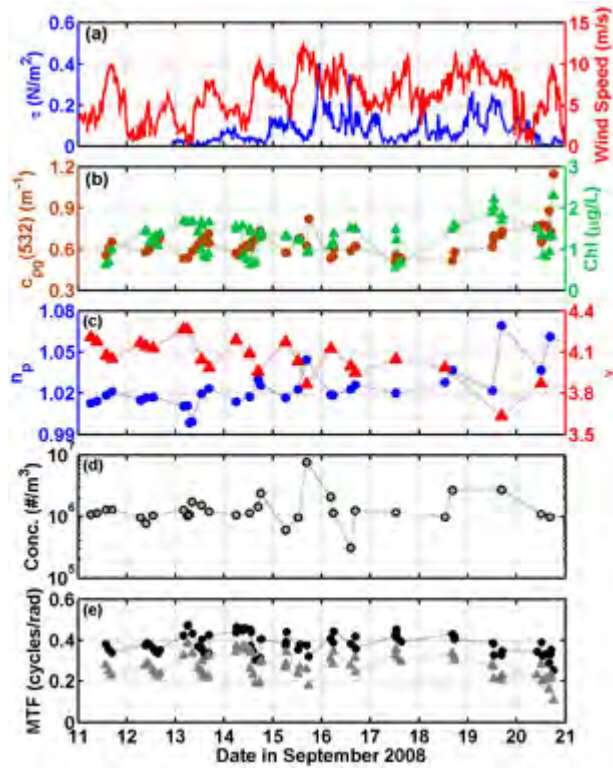 (a)
0.6
0.4
0.2
0
τ (N/m²)
15
10
5
0
Wind Speed (m/s)
(b)
1.2
0.9
0.6
0.3
c_pg(532) (m⁻¹)
3
2
1
0
Chl (μg/L)
(c)
1.08
1.05
1.02
0.99
n_p
4.5
4.1
3.8
3.5
(d)
10⁷
10⁶
10⁵
Conc. (#/m³)
(e)
0.6
0.4
0.2
0
MTF (cycles/rad)
11 12 13 14 15 16 17 18 19 20 21
Date in September 2008